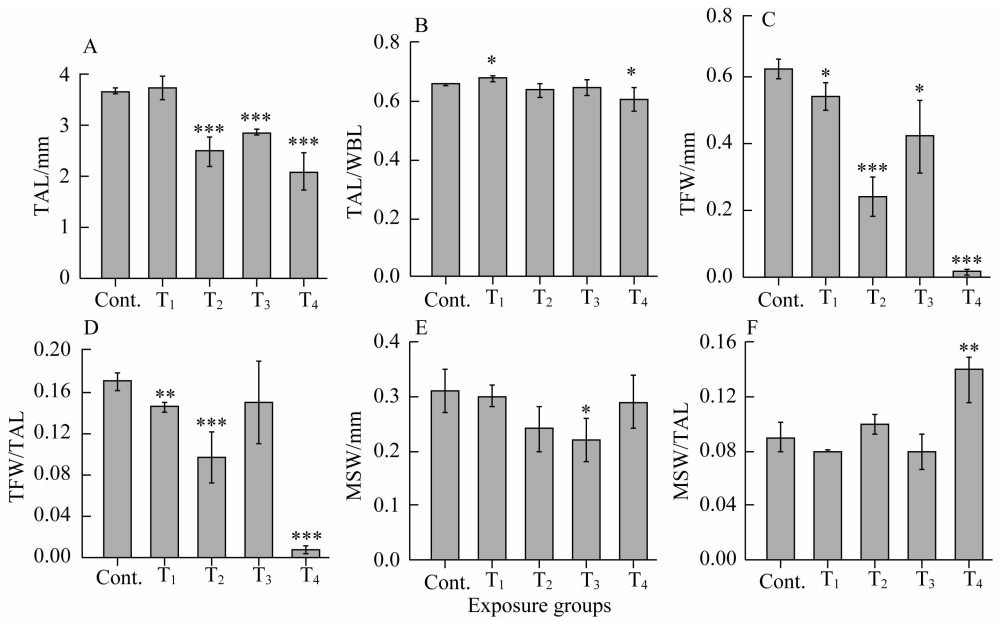 A
TAL/mm
4
3
2
1
0
***
***
***
Cont. T₁ T₂ T₃ T₄
B
TAL/WBL
0.8
0.6
0.4
0.2
0.0
*
*
Cont. T₁ T₂ T₃ T₄
C
TFW/mm
0.8
0.6
0.4
0.2
0.0
*
***
*
***
Cont. T₁ T₂ T₃ T₄
D
TFW/TAL
0.20
0.16
0.12
0.08
0.04
0.00
**
***
***
Cont. T₁ T₂ T₃ T₄
E
MSW/mm
0.4
0.3
0.2
0.1
0.0
*
Cont. T₁ T₂ T₃ T₄
F
MSW/TAL
0.16
0.12
0.08
0.04
0.00
**
Cont. T₁ T₂ T₃ T₄
Exposure groups